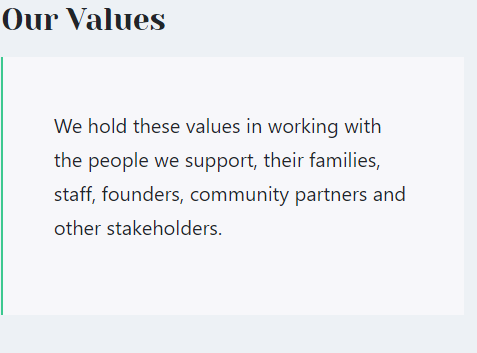 Our Values
We hold these values in working with
the people we support, their families,
staff, founders, community partners and
other stakeholders.